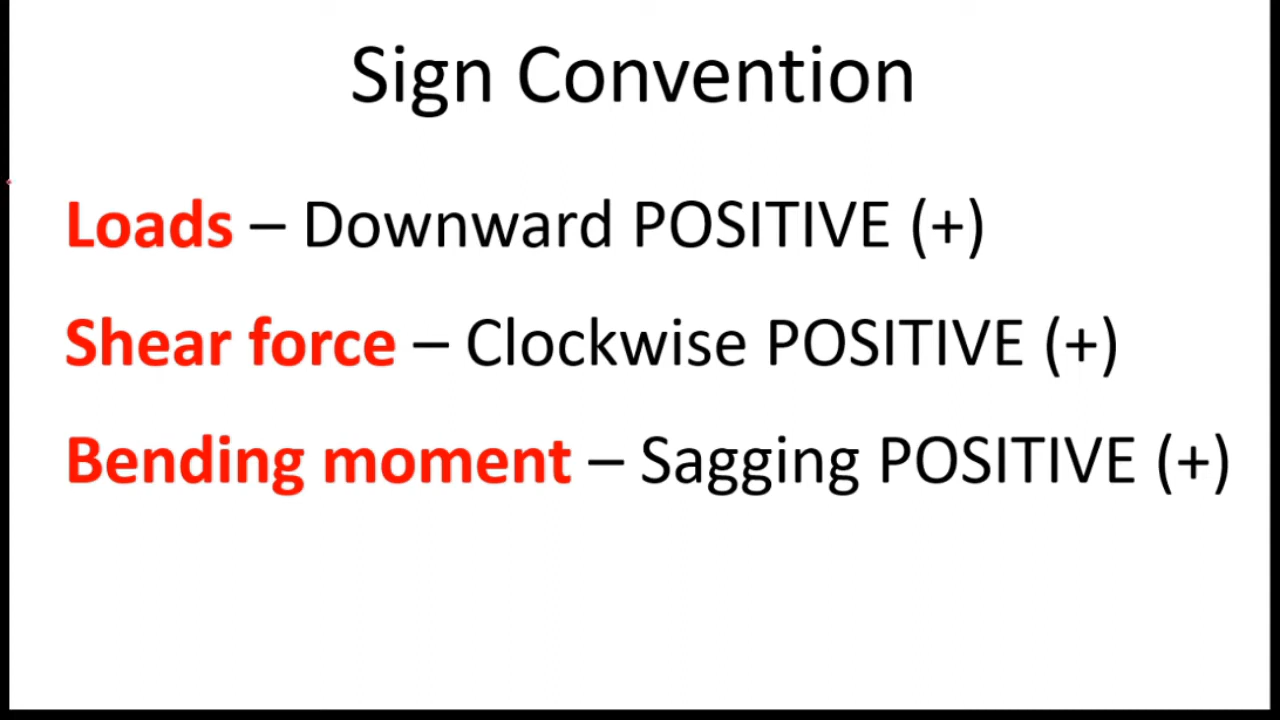 Sign Convention
Loads – Downward POSITIVE (+)
Shear force – Clockwise POSITIVE (+)
Bending moment – Sagging POSITIVE (+)